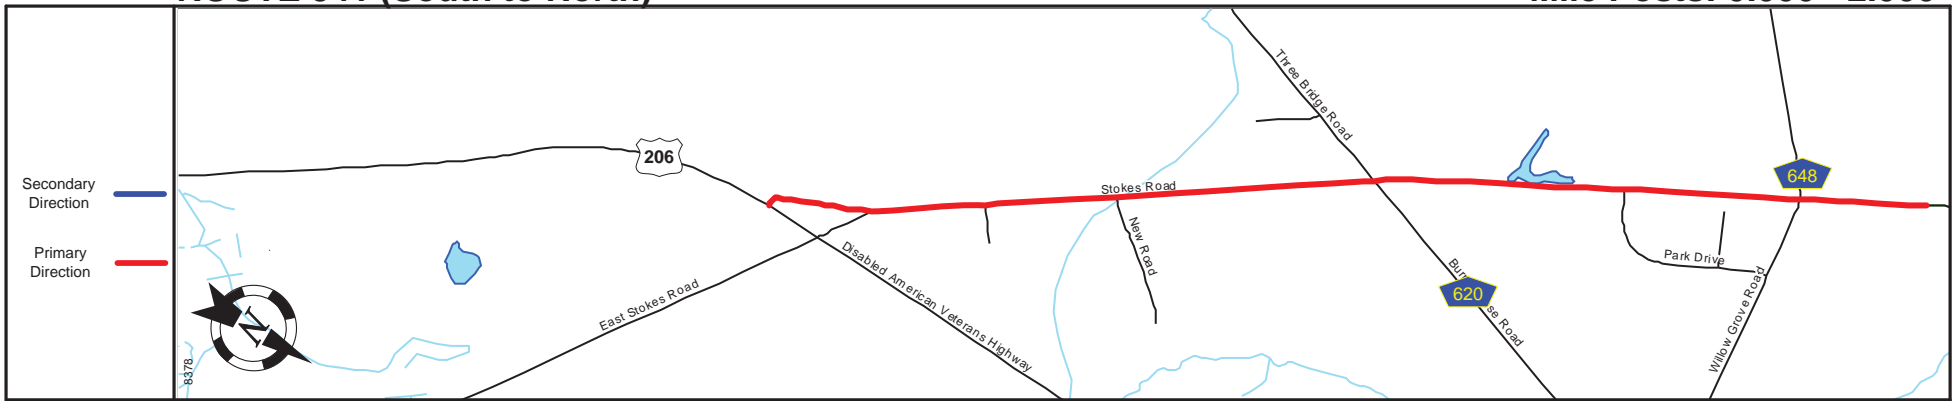 Secondary
Direction
Primary
Direction
206
Three Bridge Road
648
Stokes Road
New Road
Park Drive
Disabled American Veterans Highway
East Stokes Road
620
Willow Grove Road
N
8378